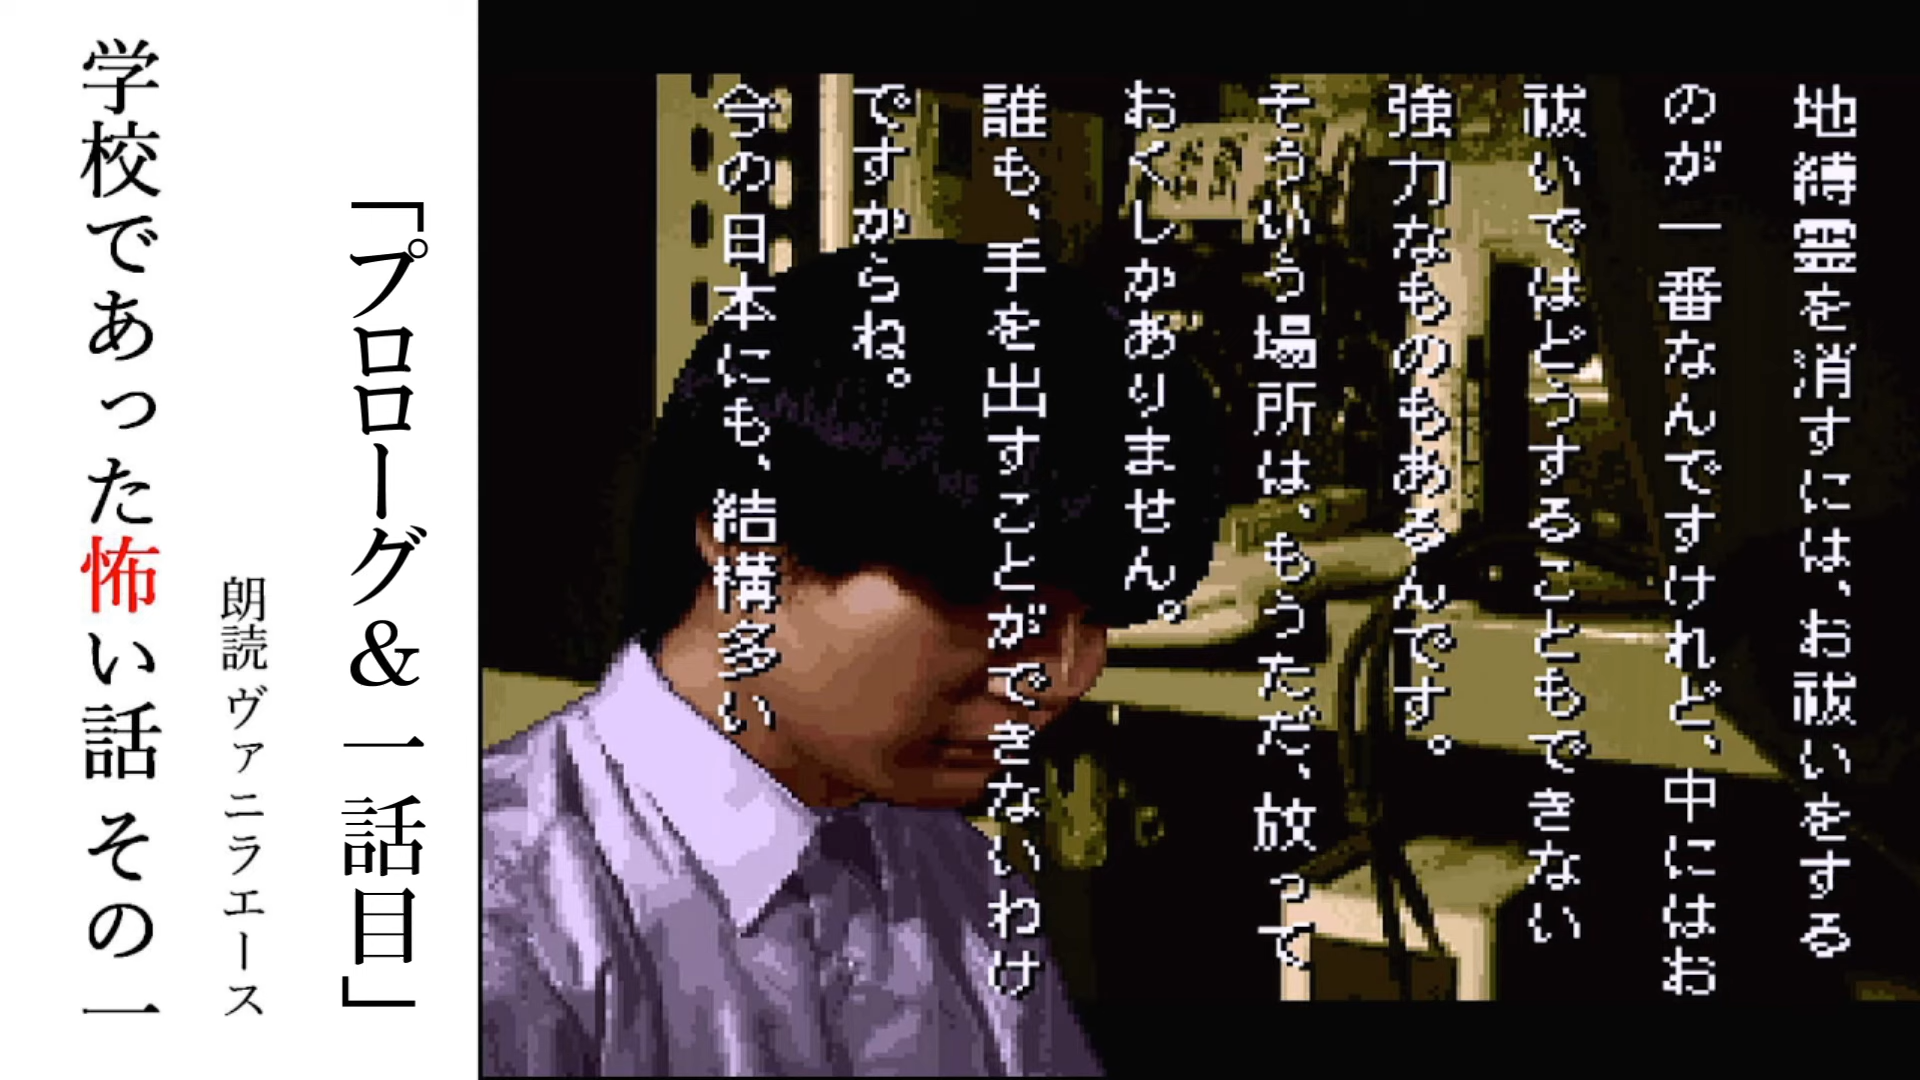 地縛霊を消すには、お祓いをする
のが一番なんですけれど、中にはお
祓いではどうすることもできない
強力なものもあるんです。
そういう場所は、もうただ、放って
おくしかありません。
誰も、手を出すことができないわけ
ですからね。
今の日本にも、結構多い
「プロローグ&一話目」
朗読 ヴァニラエース
学校であった怖い話 その一